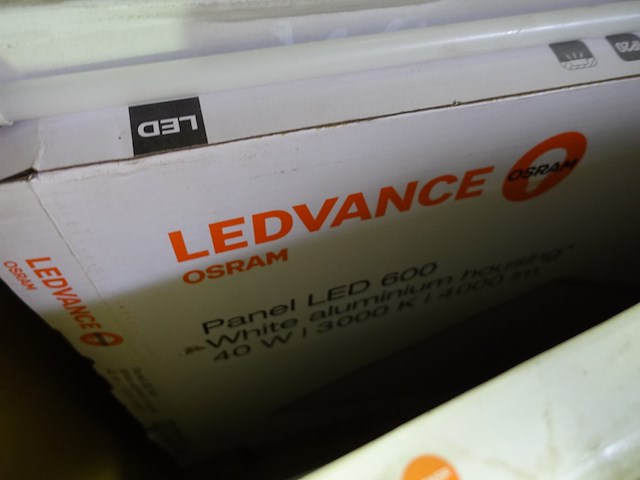 LED
LEDVANCE
OSRAM
OSRAM
Panel LED 600
White aluminium housing
40 W | 3000 K | 4000 lm
LEDVANCE
OSRAM